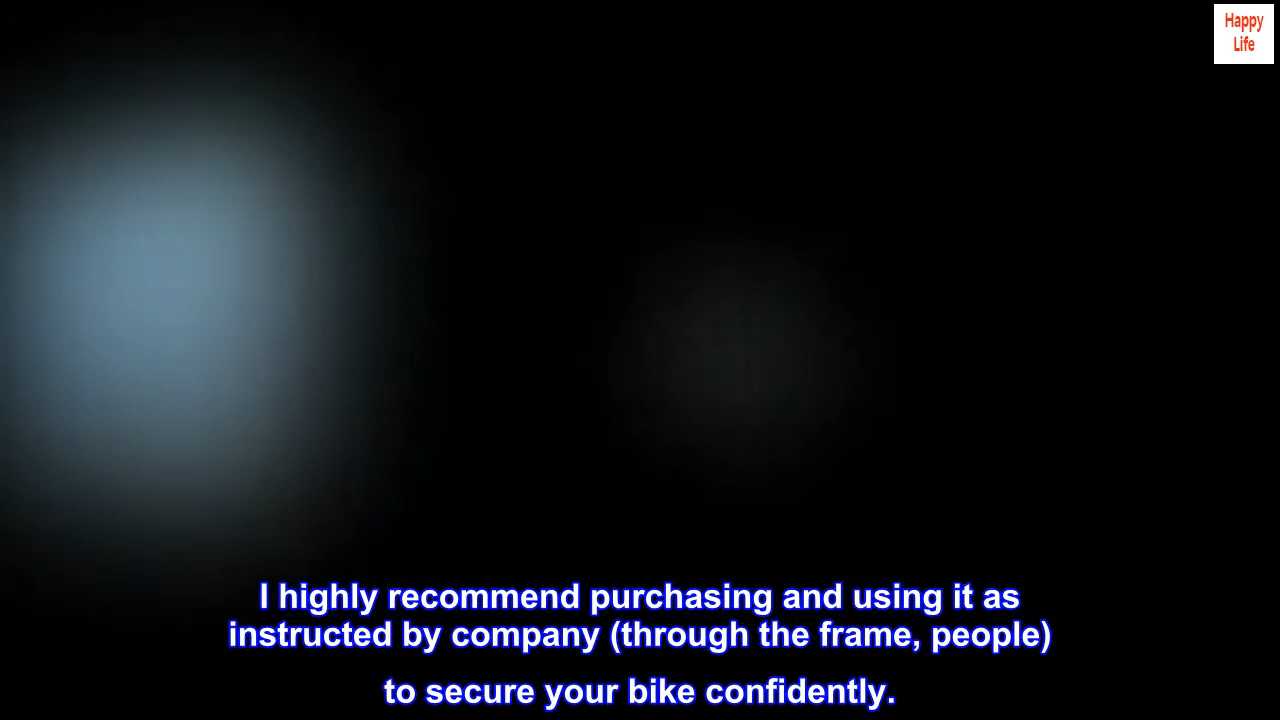 Happy
Life
I highly recommend purchasing and using it as
instructed by company (through the frame, people)
to secure your bike confidently.